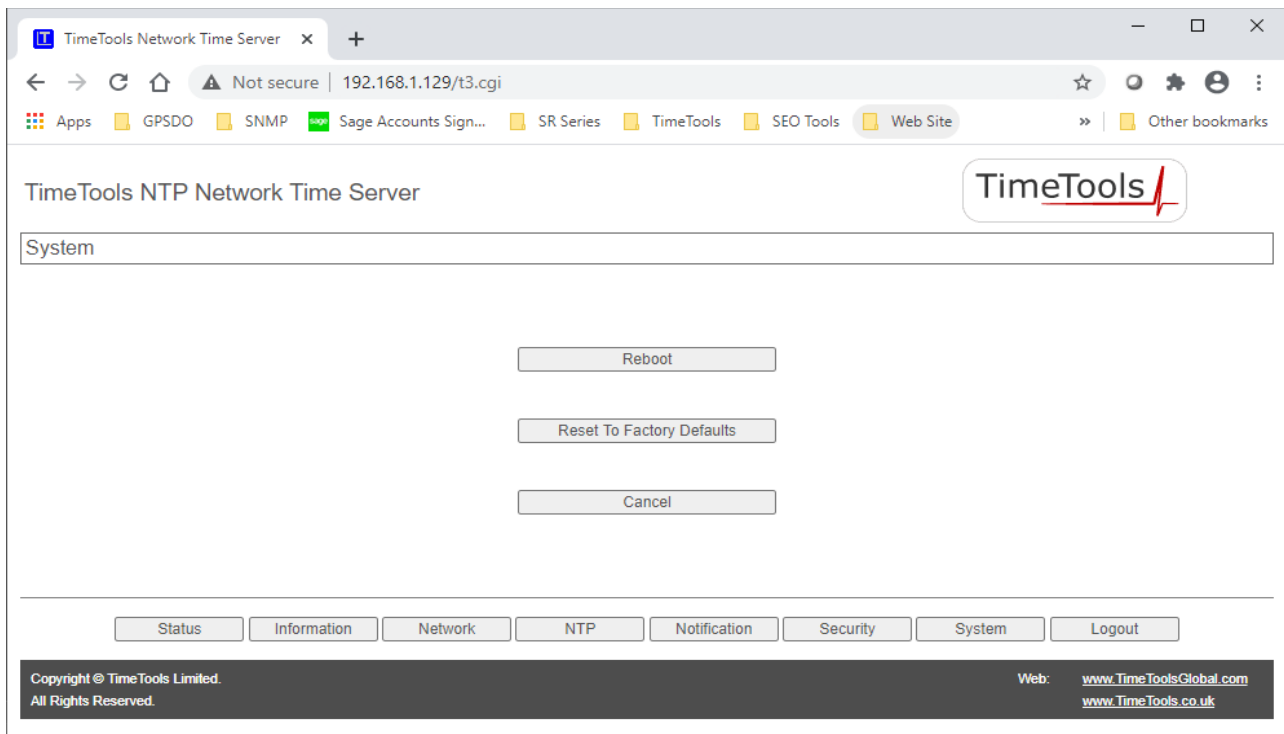 TimeTools Network Time Server
Not secure | 192.168.1.129/t3.cgi
Apps GPSDO SNMP sage Sage Accounts Sign... SR Series TimeTools SEO Tools Web Site » Other bookmarks
TimeTools NTP Network Time Server
TimeTools
System
Reboot
Reset To Factory Defaults
Cancel
Status Information Network NTP Notification Security System Logout
Copyright © TimeTools Limited. Web: www.TimeToolsGlobal.com
All Rights Reserved. www.TimeTools.co.uk